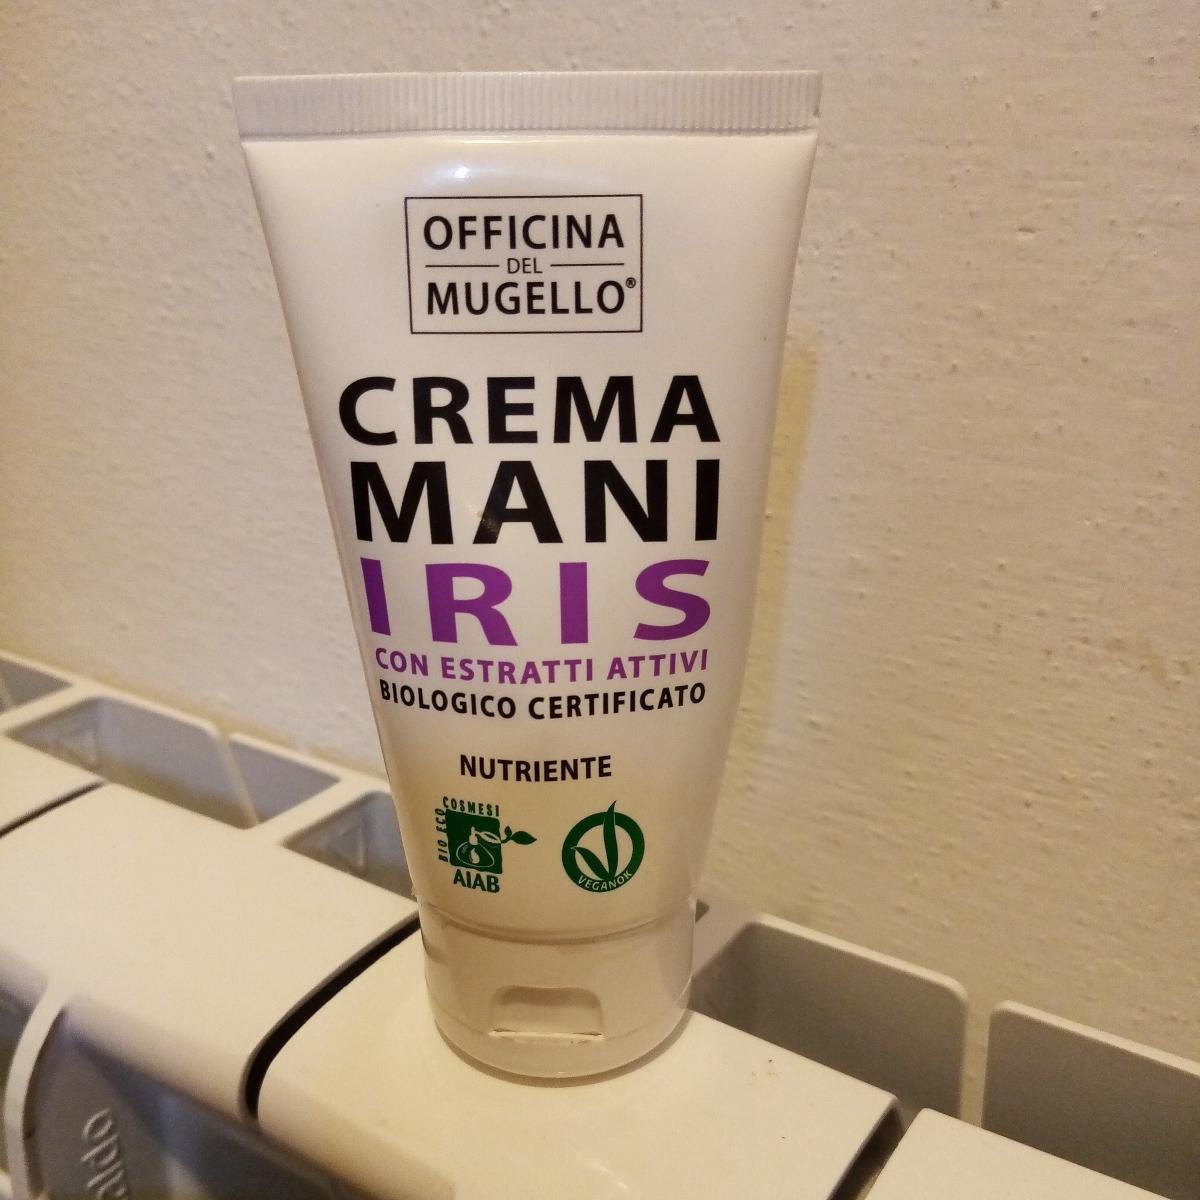 OFFICINA
DEL
MUGELLO®
CREMA
MANI
IRIS
CON ESTRATTI ATTIVI
BIOLOGICO CERTIFICATO
NUTRIENTE
BIO ECO COSMESI
AIAB
VEGANOK